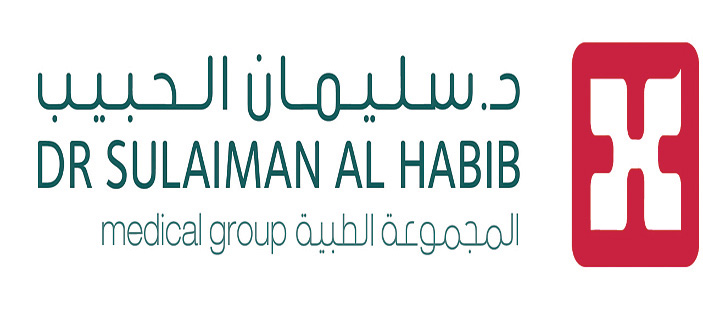 د. سليمان الحبيب
DR SULAIMAN AL HABIB
medical group المجموعة الطبية